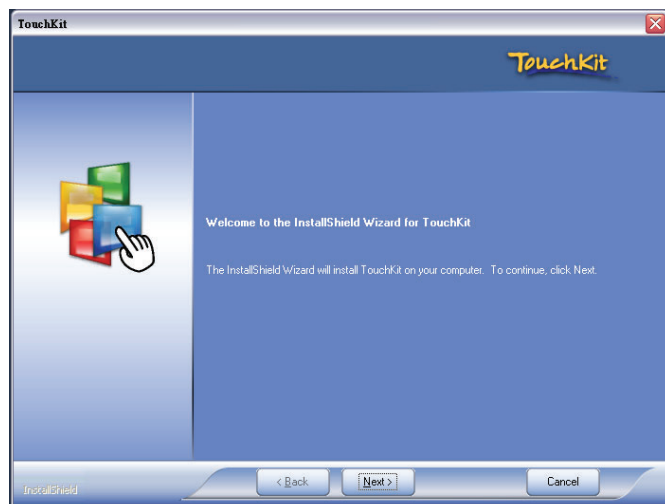 TouchKit
TouchKit
Welcome to the InstallShield Wizard for TouchKit
The InstallShield Wizard will install TouchKit on your computer. To continue, click Next.
InstallShield
< Back
Next >
Cancel